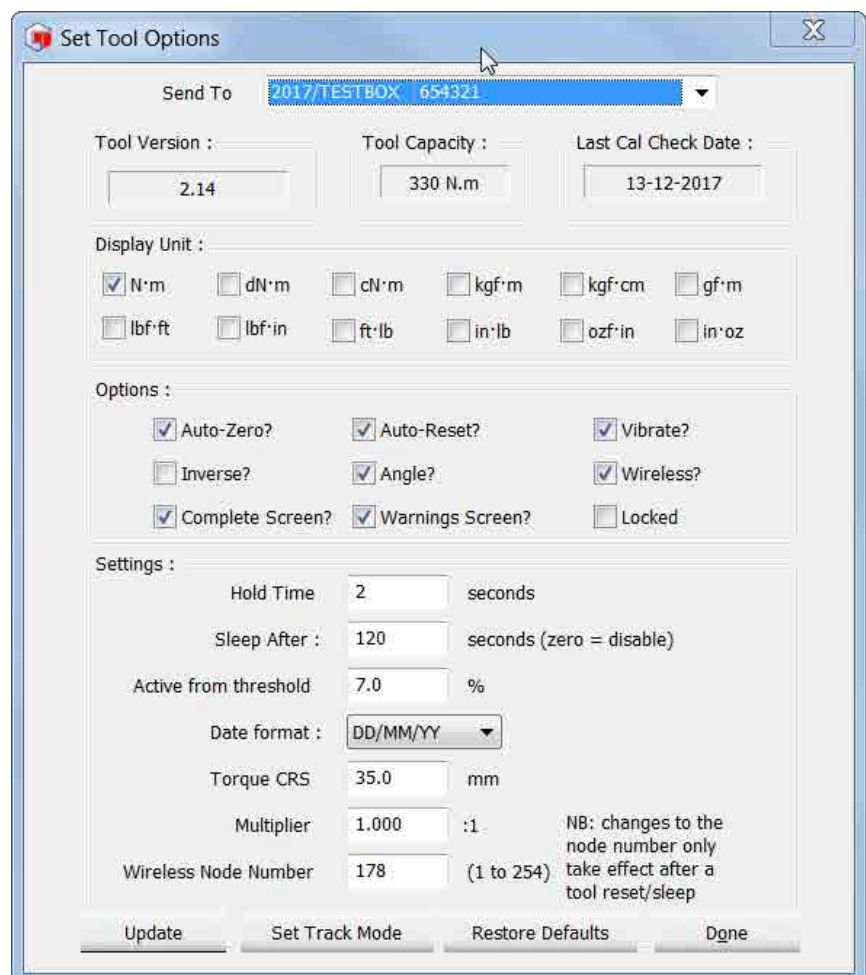 Set Tool Options
Send To 2017/TESTBOX 654321
Tool Version : Tool Capacity : Last Cal Check Date :
2.14 330 N.m 13-12-2017
Display Unit :
N·m dN·m cN·m kgf·m kgf·cm gf·m
lbf·ft lbf·in ft·lb in·lb ozf·in in·oz
Options :
Auto-Zero? Auto-Reset? Vibrate?
Inverse? Angle? Wireless?
Complete Screen? Warnings Screen? Locked
Settings :
Hold Time 2 seconds
Sleep After : 120 seconds (zero = disable)
Active from threshold 7.0 %
Date format : DD/MM/YY
Torque CRS 35.0 mm
Multiplier 1.000 :1
Wireless Node Number 178 (1 to 254)
NB: changes to the
node number only
take effect after a
tool reset/sleep
Update Set Track Mode Restore Defaults Done